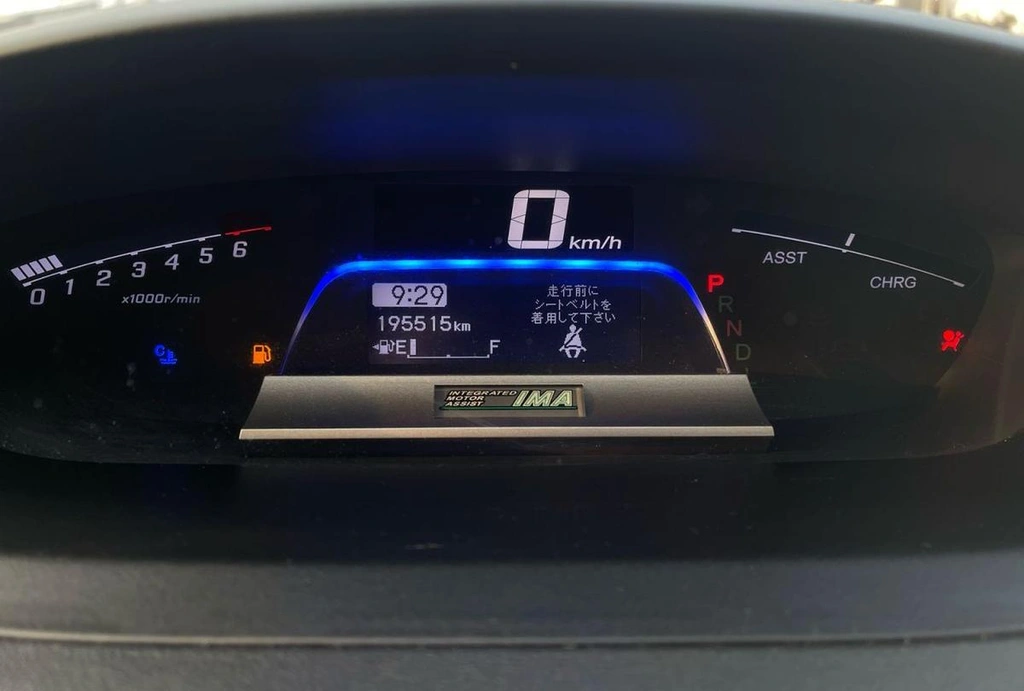 0
km/h
0 1 2 3 4 5 6
x1000r/min
ASST
CHRG
9:29
195515km
E F
走行前に
シートベルトを
着用して下さい
P
R
N
D
C
INTEGRATED
MOTOR
ASSIST
IMA